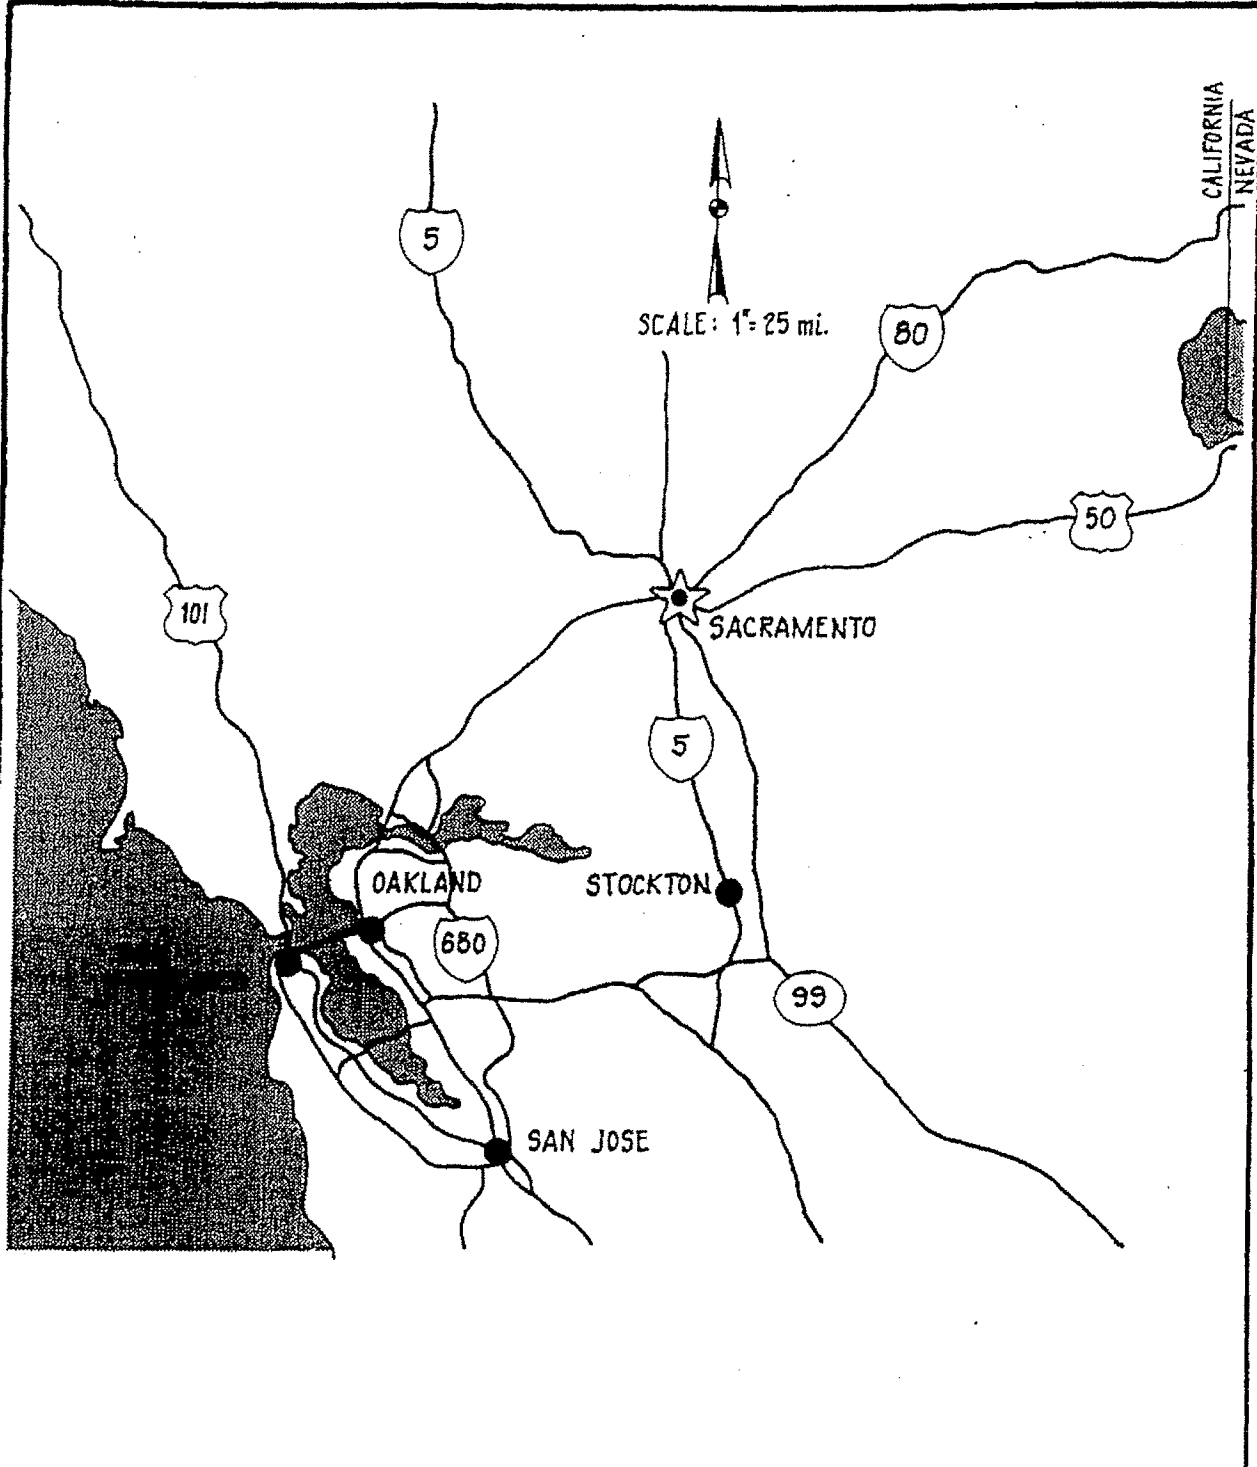 CALIFORNIA
NEVADA
5
SCALE: 1"= 25 mi.
80
50
101
SACRAMENTO
5
OAKLAND
STOCKTON
680
99
SAN JOSE